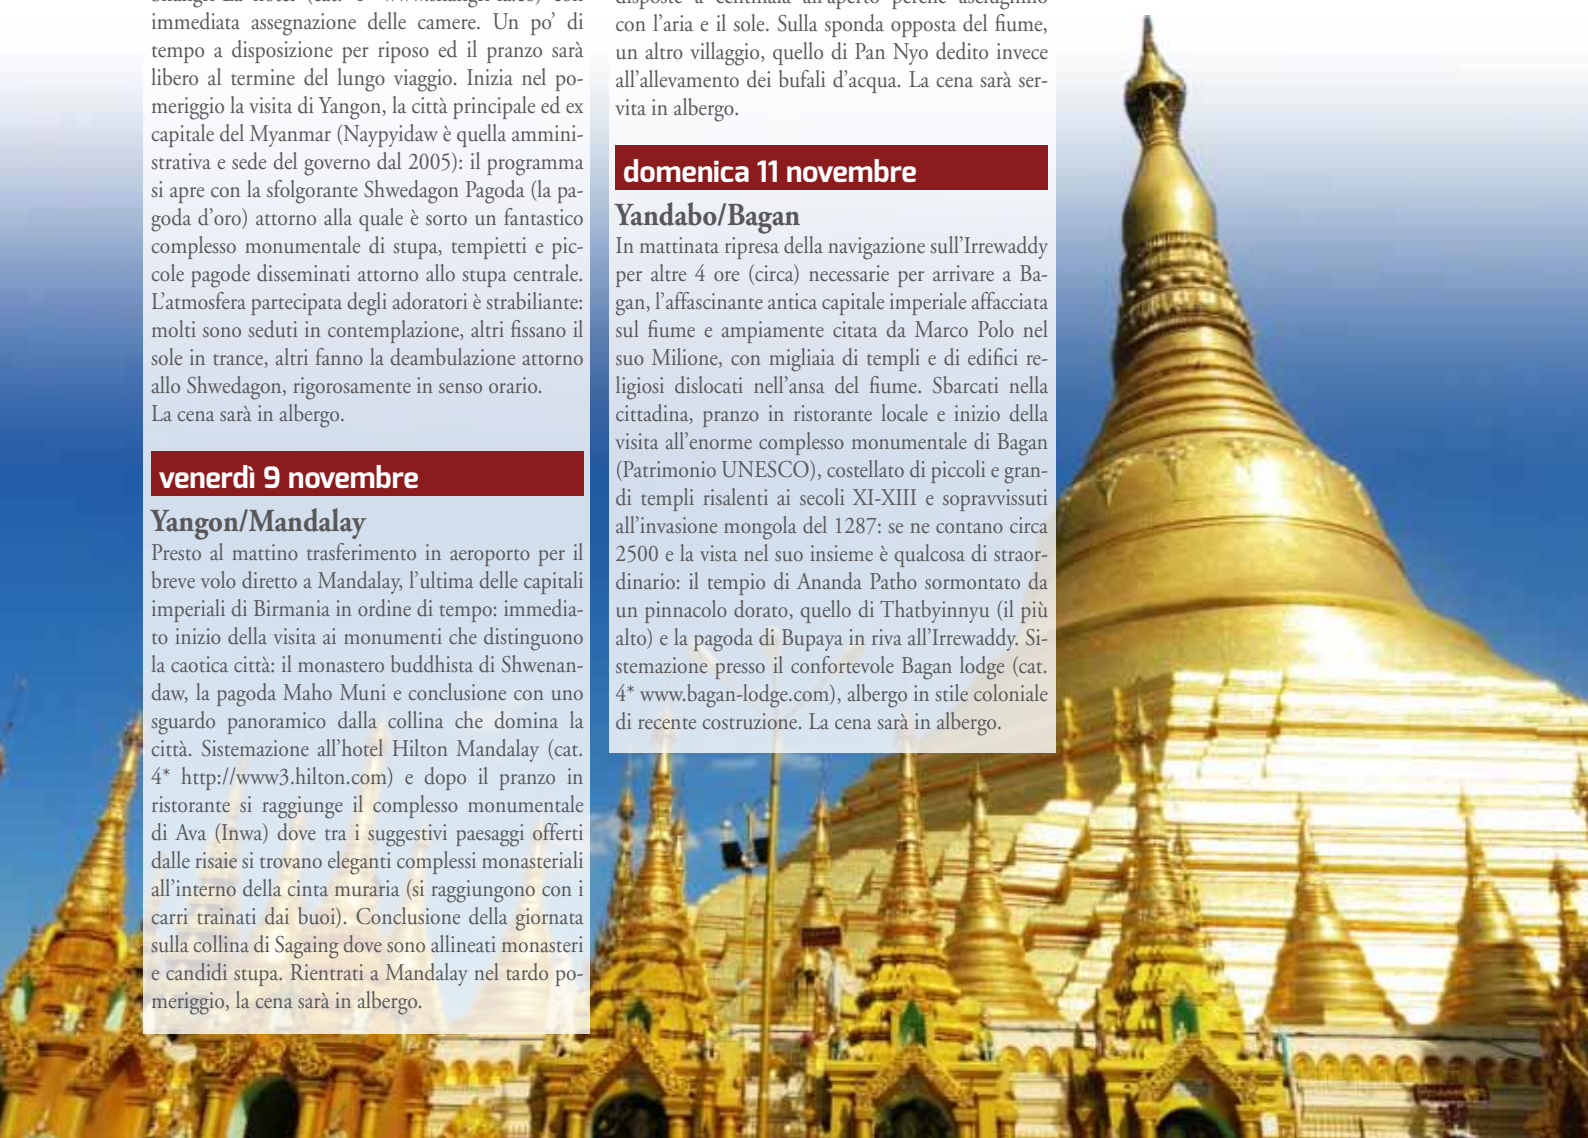 immediata assegnazione delle camere. Un po’ di
tempo a disposizione per riposo ed il pranzo sarà
libero al termine del lungo viaggio. Inizia nel po-
meriggio la visita di Yangon, la città principale ed ex
capitale del Myanmar (Naypyidaw è quella ammini-
strativa e sede del governo dal 2005): il programma
si apre con la sfolgorante Shwedagon Pagoda (la pa-
goda d’oro) attorno alla quale è sorto un fantastico
complesso monumentale di stupa, tempietti e pic-
cole pagode disseminati attorno allo stupa centrale.
L’atmosfera partecipata degli adoratori è strabiliante:
molti sono seduti in contemplazione, altri fissano il
sole in trance, altri fanno la deambulazione attorno
allo Shwedagon, rigorosamente in senso orario.
La cena sarà in albergo.
venerdì 9 novembre
Yangon/Mandalay
Presto al mattino trasferimento in aeroporto per il
breve volo diretto a Mandalay, l’ultima delle capitali
imperiali di Birmania in ordine di tempo: immedia-
to inizio della visita ai monumenti che distinguono
la caotica città: il monastero buddhista di Shwenan-
daw, la pagoda Maho Muni e conclusione con uno
sguardo panoramico dalla collina che domina la
città. Sistemazione all’hotel Hilton Mandalay (cat.
4* http://www3.hilton.com) e dopo il pranzo in
ristorante si raggiunge il complesso monumentale
di Ava (Inwa) dove tra i suggestivi paesaggi offerti
dalle risaie si trovano eleganti complessi monasteriali
all’interno della cinta muraria (si raggiungono con i
carri trainati dai buoi). Conclusione della giornata
sulla collina di Sagaing dove sono allineati monasteri
e candidi stupa. Rientrati a Mandalay nel tardo po-
meriggio, la cena sarà in albergo.
con l’aria e il sole. Sulla sponda opposta del fiume,
un altro villaggio, quello di Pan Nyo dedito invece
all’allevamento dei bufali d’acqua. La cena sarà ser-
vita in albergo.
domenica 11 novembre
Yandabo/Bagan
In mattinata ripresa della navigazione sull’Irrewaddy
per altre 4 ore (circa) necessarie per arrivare a Ba-
gan, l’affascinante antica capitale imperiale affacciata
sul fiume e ampiamente citata da Marco Polo nel
suo Milione, con migliaia di templi e di edifici re-
ligiosi dislocati nell’ansa del fiume. Sbarcati nella
cittadina, pranzo in ristorante locale e inizio della
visita all’enorme complesso monumentale di Bagan
(Patrimonio UNESCO), costellato di piccoli e gran-
di templi risalenti ai secoli XI-XIII e sopravvissuti
all’invasione mongola del 1287: se ne contano circa
2500 e la vista nel suo insieme è qualcosa di straor-
dinario: il tempio di Ananda Patho sormontato da
un pinnacolo dorato, quello di Thatbyinnyu (il più
alto) e la pagoda di Bupaya in riva all’Irrewaddy. Si-
stemazione presso il confortevole Bagan lodge (cat.
4* www.bagan-lodge.com), albergo in stile coloniale
di recente costruzione. La cena sarà in albergo.